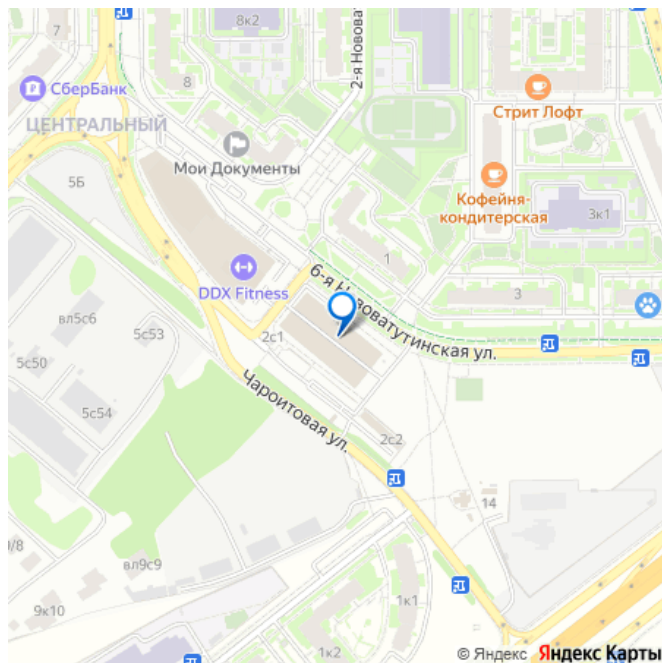 7
8к2
2-я Новова
СберБанк
8
Стрит Лофт
ЦЕНТРАЛЬНЫЙ
Мои Документы
5Б
Кофейня-
кондитерская
3к1
1
6-я Нововатутинская ул.
DDX Fitness
3
вл5с6
5с53
2с1
5с50
5с54
Чароитовая ул.
2с2
14
0/8
вл9с9
9к10
1к1
1к2
© Яндекс Яндекс Карты